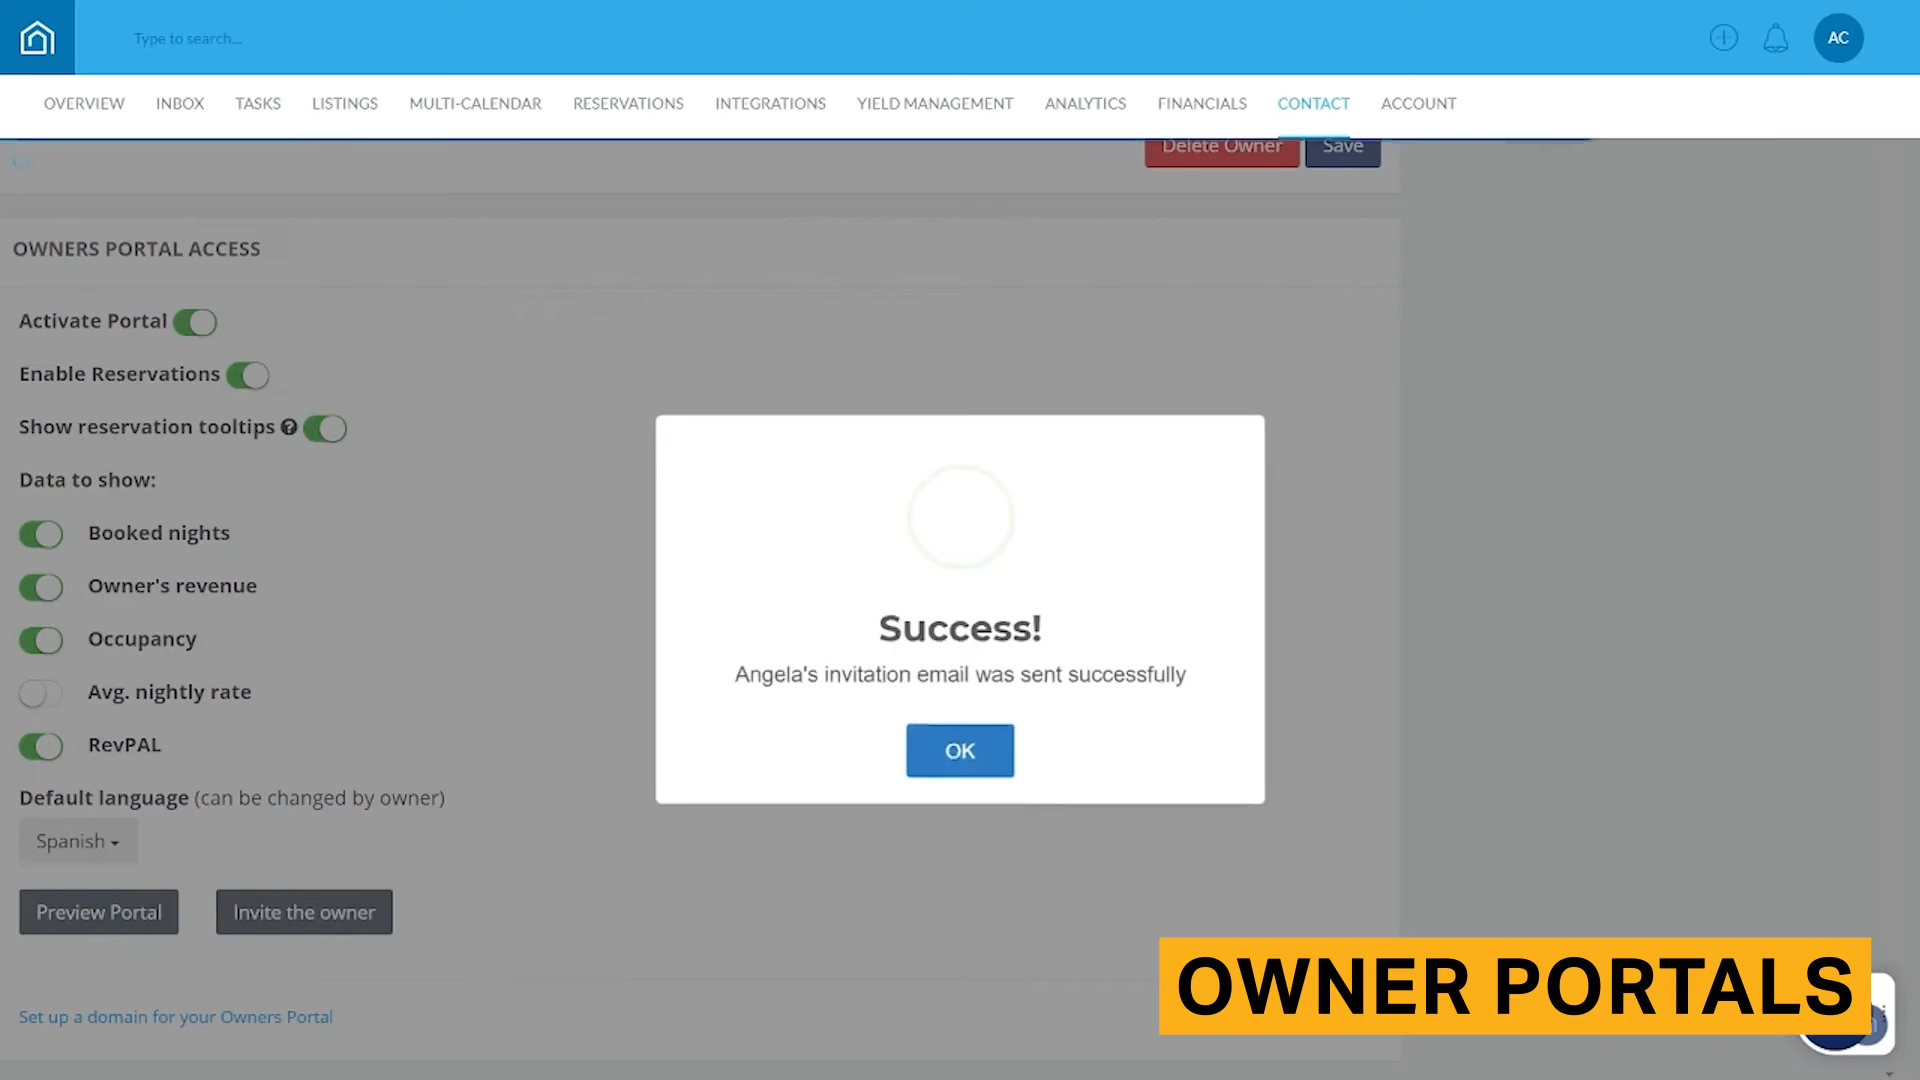 Type to search...
AC
OVERVIEW INBOX TASKS LISTINGS MULTI-CALENDAR RESERVATIONS INTEGRATIONS YIELD MANAGEMENT ANALYTICS FINANCIALS CONTACT ACCOUNT
Delete Owner Save
OWNERS PORTAL ACCESS
Activate Portal
Enable Reservations
Show reservation tooltips ?
Data to show:
Booked nights
Owner's revenue
Occupancy
Avg. nightly rate
RevPAL
Default language (can be changed by owner)
Spanish
Preview Portal Invite the owner
Set up a domain for your Owners Portal
Success!
Angela's invitation email was sent successfully
OK
OWNER PORTALS